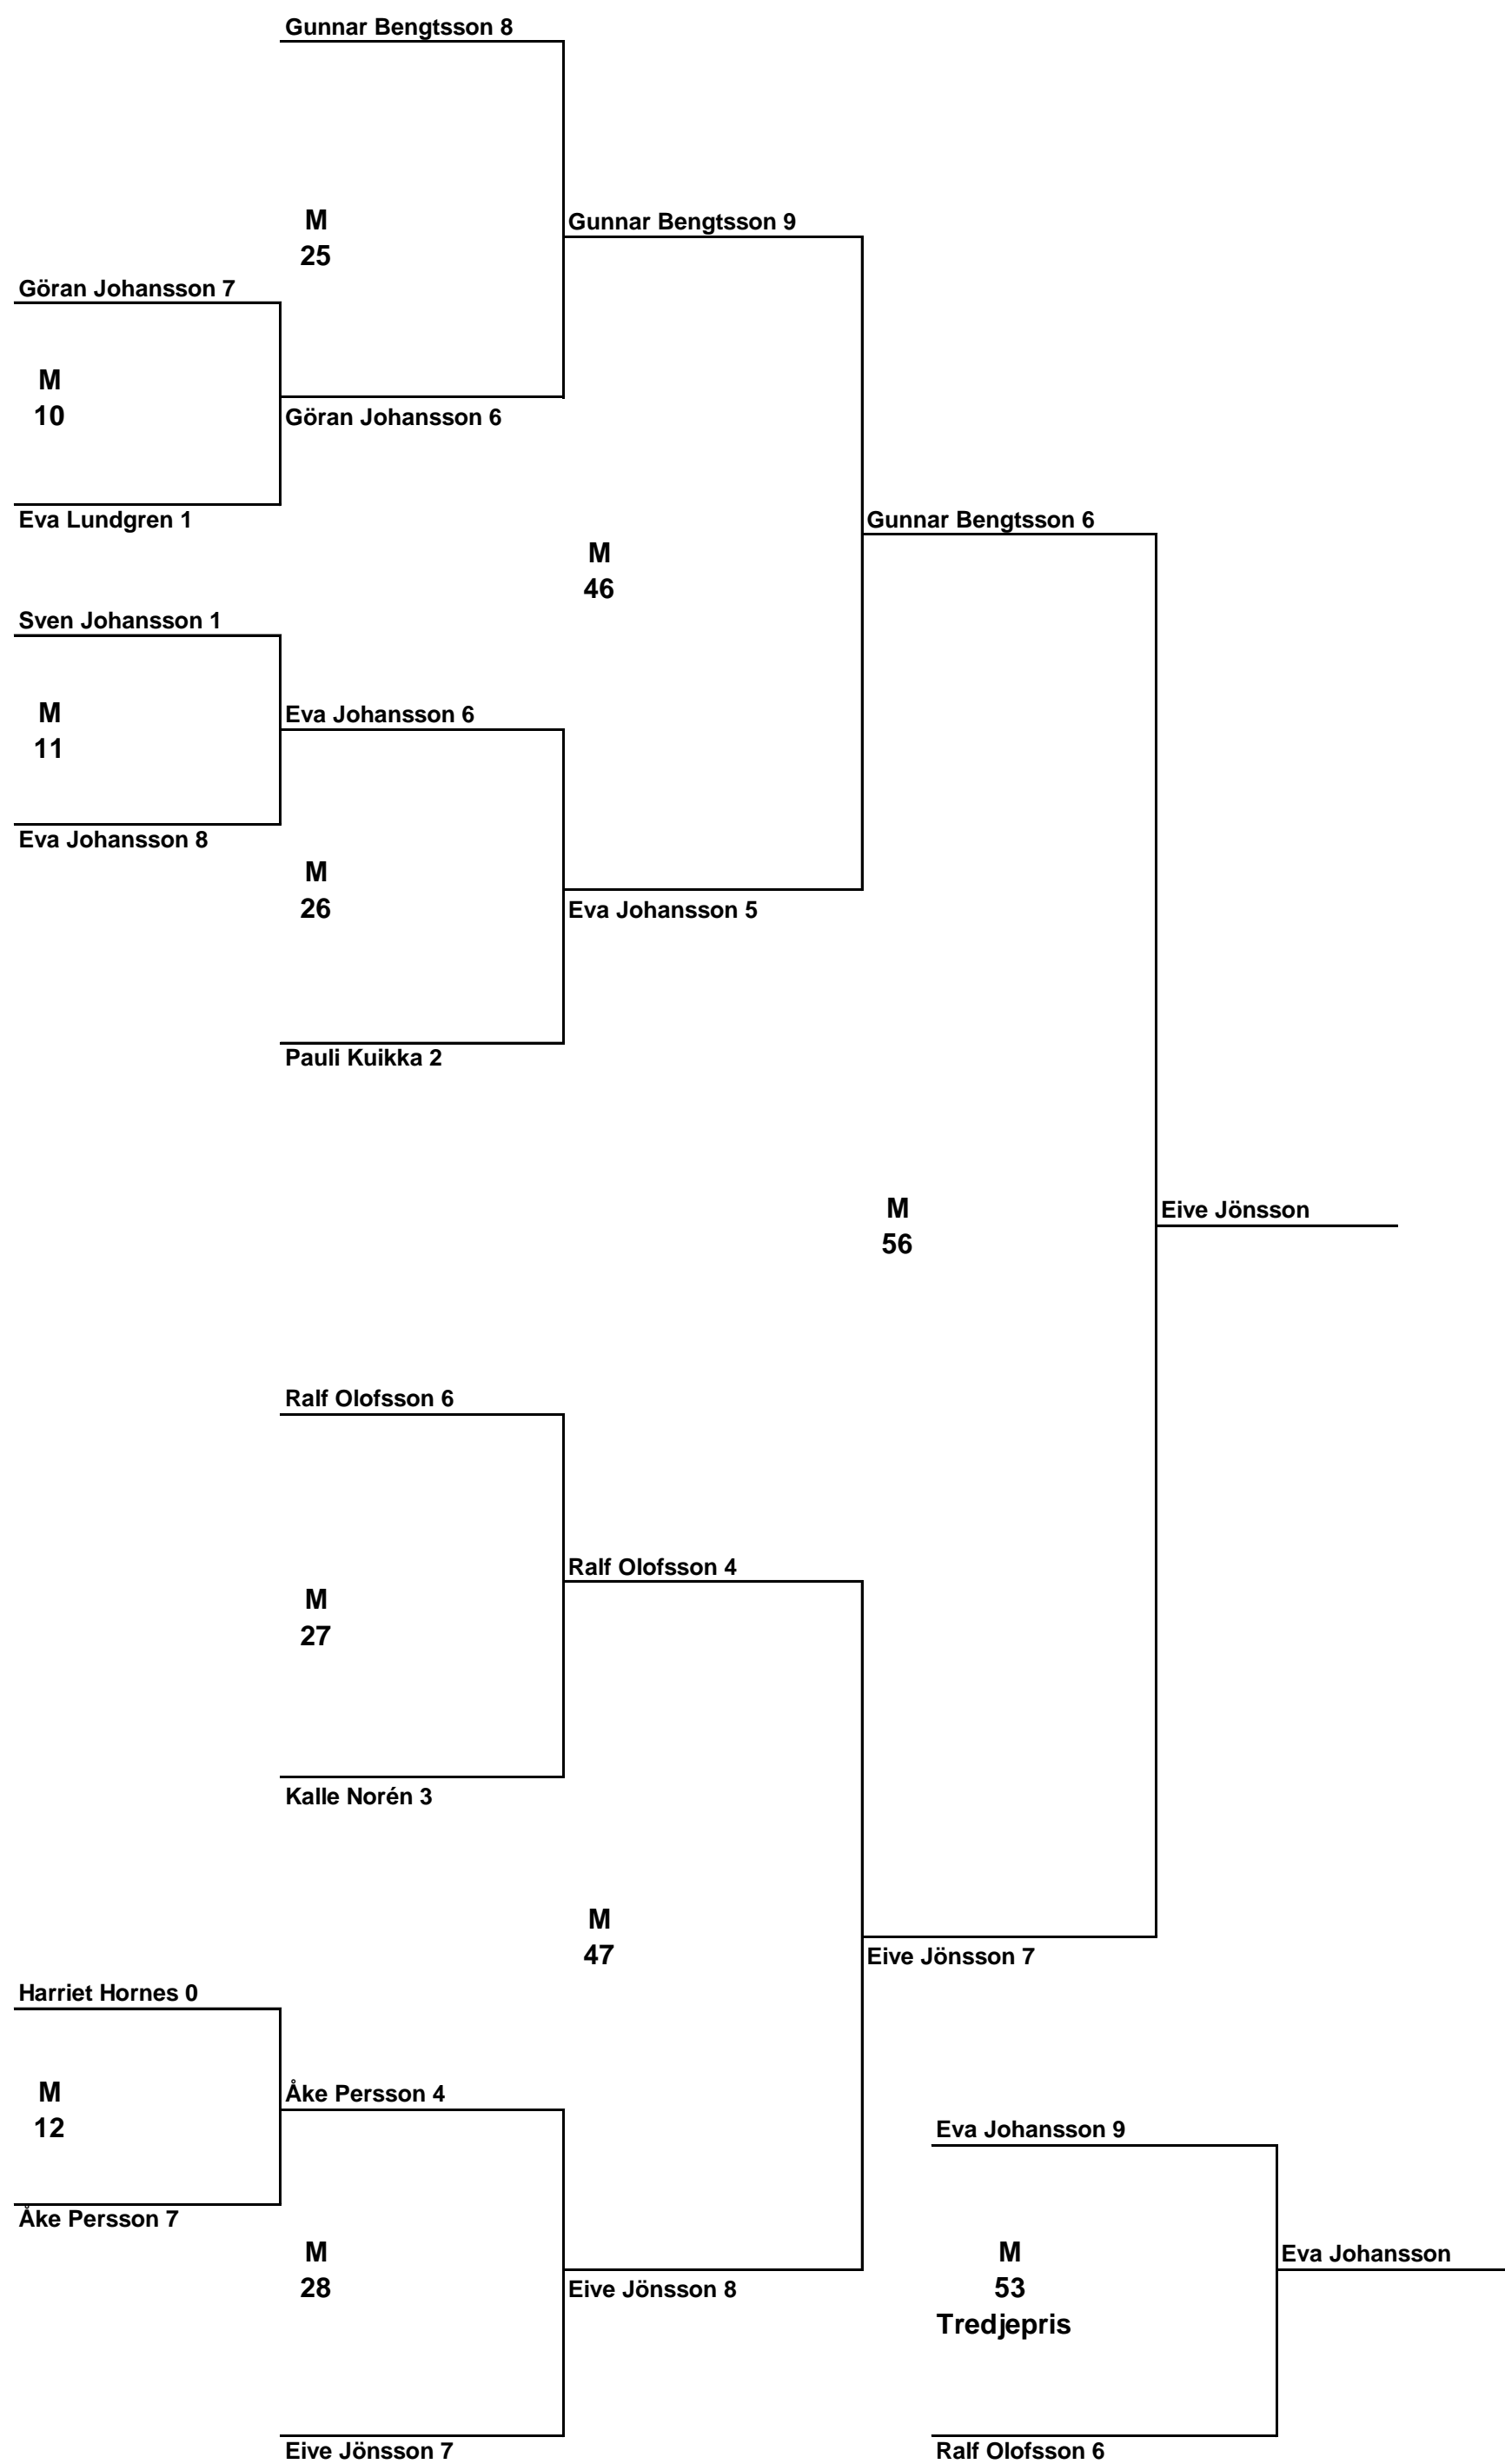 Gunnar Bengtsson 8
M
25
Gunnar Bengtsson 9
Göran Johansson 7
M
10
Göran Johansson 6
Eva Lundgren 1
Gunnar Bengtsson 6
M
46
Sven Johansson 1
M
11
Eva Johansson 6
Eva Johansson 8
M
26
Eva Johansson 5
Pauli Kuikka 2
M
56
Eive Jönsson
Ralf Olofsson 6
Ralf Olofsson 4
M
27
Kalle Norén 3
M
47
Eive Jönsson 7
Harriet Hornes 0
M
12
Åke Persson 4
Eva Johansson 9
Åke Persson 7
M
28
Eive Jönsson 8
M
53
Tredjepris
Eva Johansson
Eive Jönsson 7
Ralf Olofsson 6